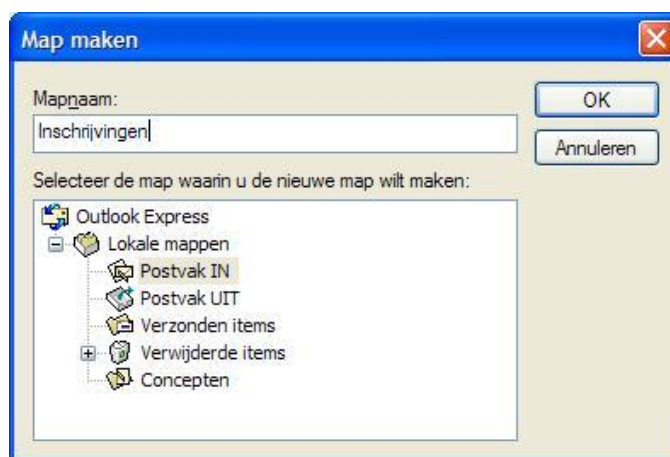 Map maken
Mapnaam:
OK
Inschrijvingen
Annuleren
Selecteer de map waarin u de nieuwe map wilt maken:
Outlook Express
Lokale mappen
Postvak IN
Postvak UIT
Verzonden items
Verwijderde items
Concepten